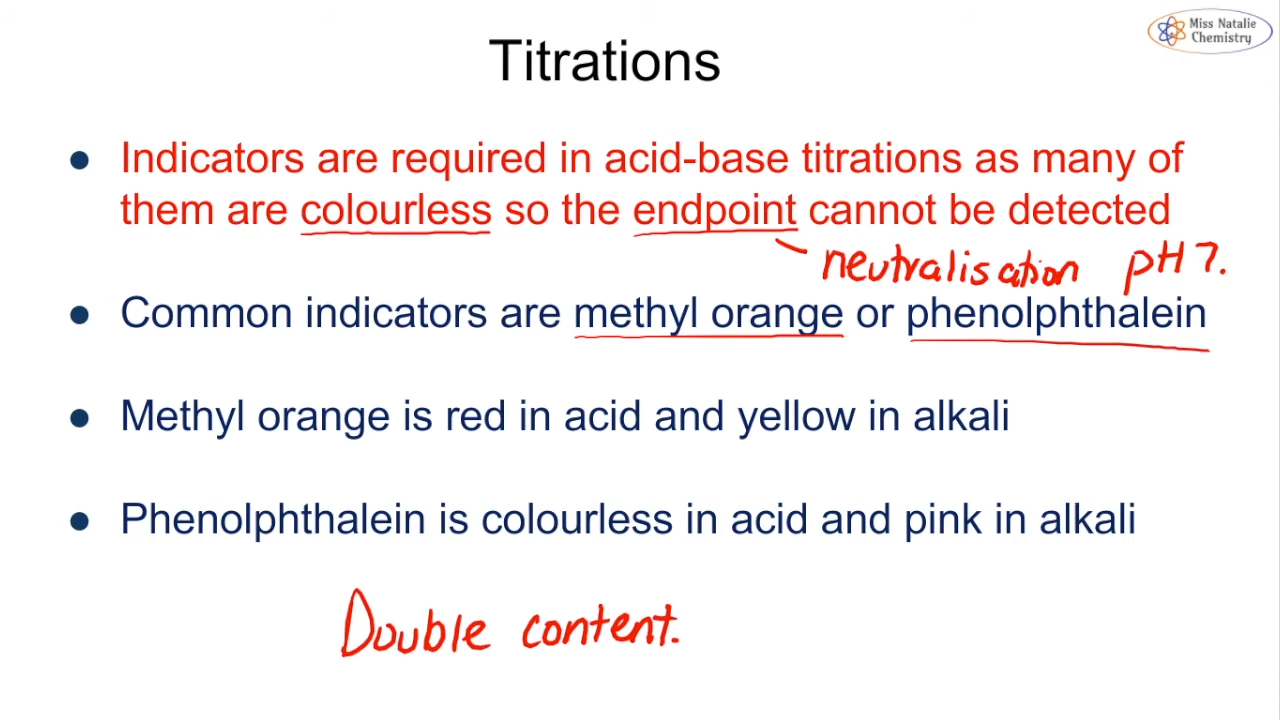 Miss Natalie
Chemistry
Titrations
● Indicators are required in acid-base titrations as many of
them are colourless so the endpoint cannot be detected
neutralisation pH 7.
● Common indicators are methyl orange or phenolphthalein
● Methyl orange is red in acid and yellow in alkali
● Phenolphthalein is colourless in acid and pink in alkali
Double content.